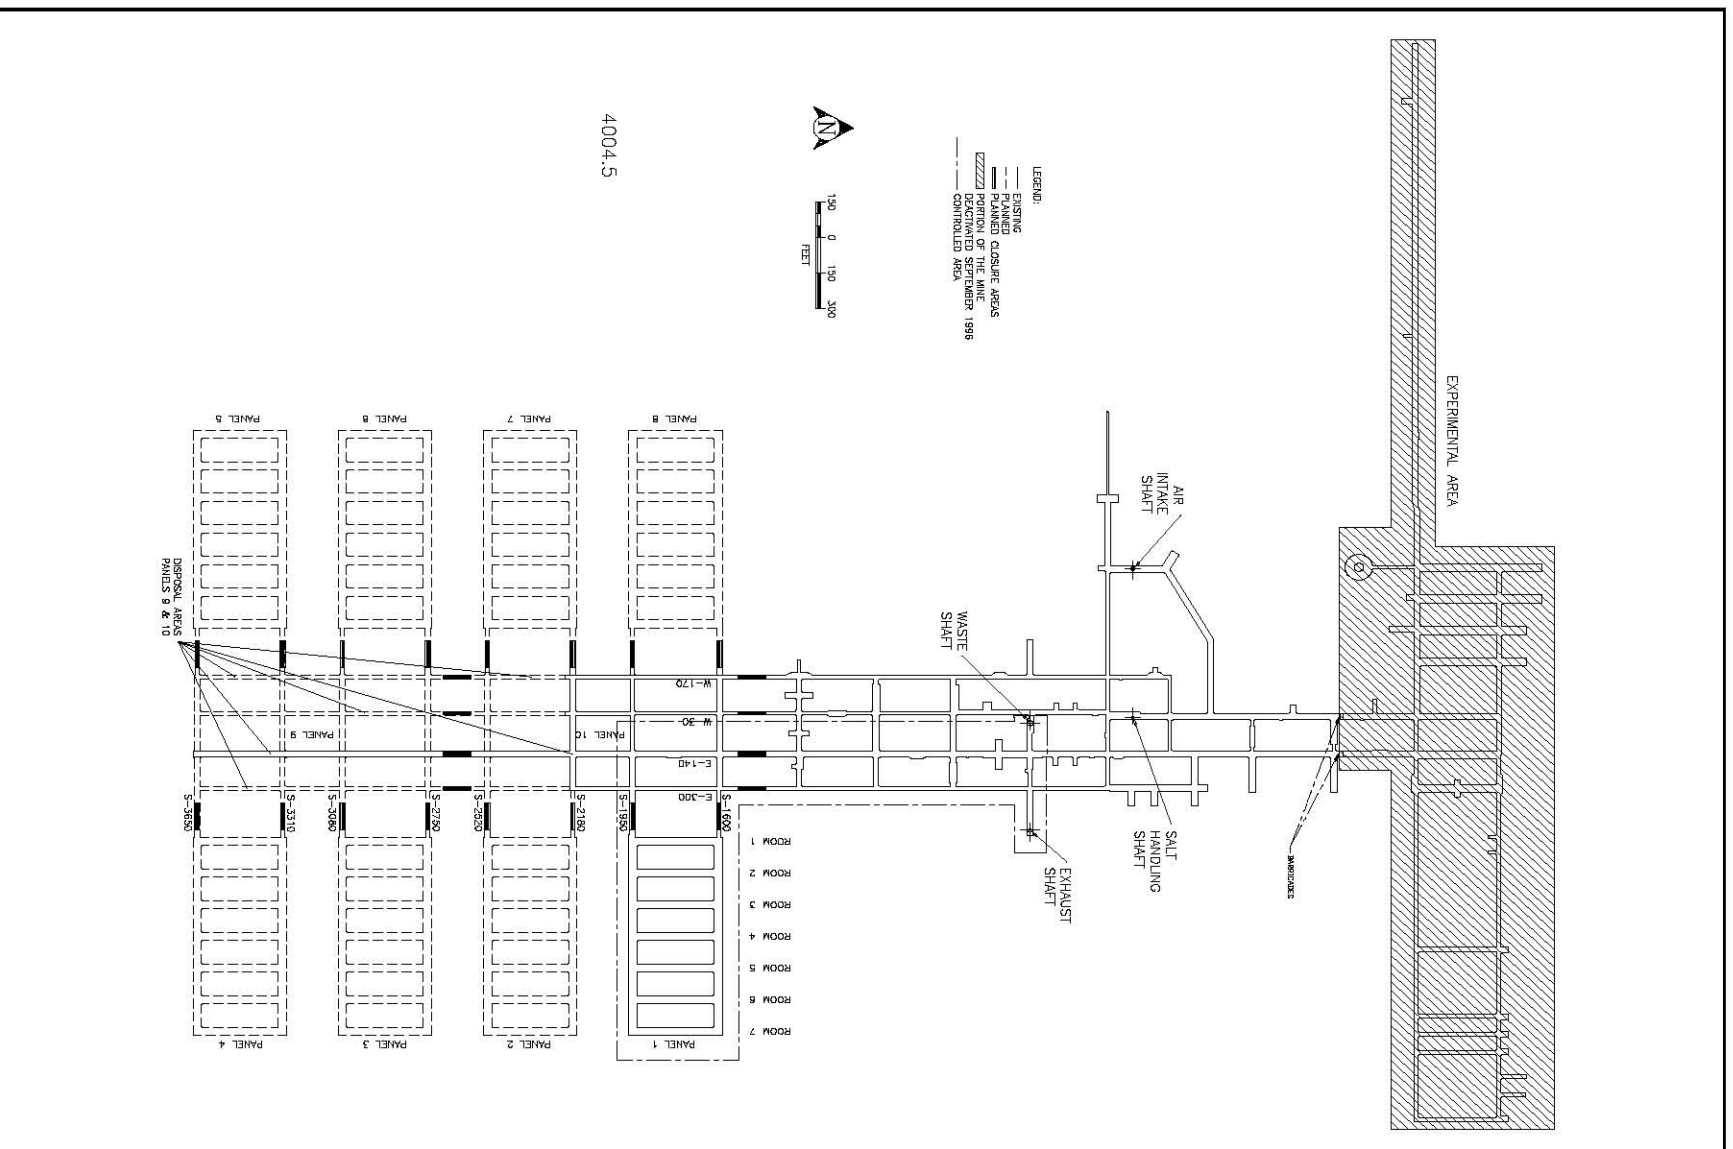 EXPERIMENTAL AREA
LEGEND:
EXISTING
PLANNED
PLANNED CLOSURE AREAS
PORTION OF THE MINE
DEACTIVATED SEPTEMBER 1996
CONTROLLED AREA
N
150 0 150 300
FEET
4004.5
AIR
INTAKE
SHAFT
WASTE
SHAFT
SALT
HANDLING
SHAFT
EXHAUST
SHAFT
BARRICADES
PANEL 5
PANEL 6
PANEL 7
PANEL 8
DISPOSAL AREAS
PANELS 9 & 10
W-170
W-30
E-140
E-300
PANEL 9
PANEL 10
S-3650
S-3310
S-3080
S-2750
S-2520
S-2180
S-1950
S-1600
ROOM 1
ROOM 2
ROOM 3
ROOM 4
ROOM 5
ROOM 6
ROOM 7
PANEL 4
PANEL 3
PANEL 2
PANEL 1